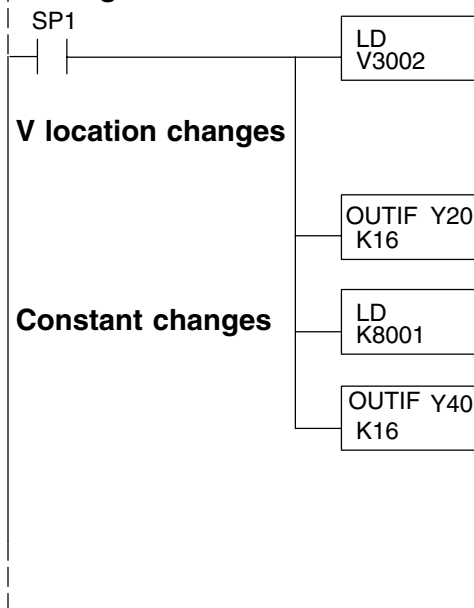 SP1
LD
V3002
V location changes
OUTIF Y20
K16
Constant changes
LD
K8001
OUTIF Y40
K16